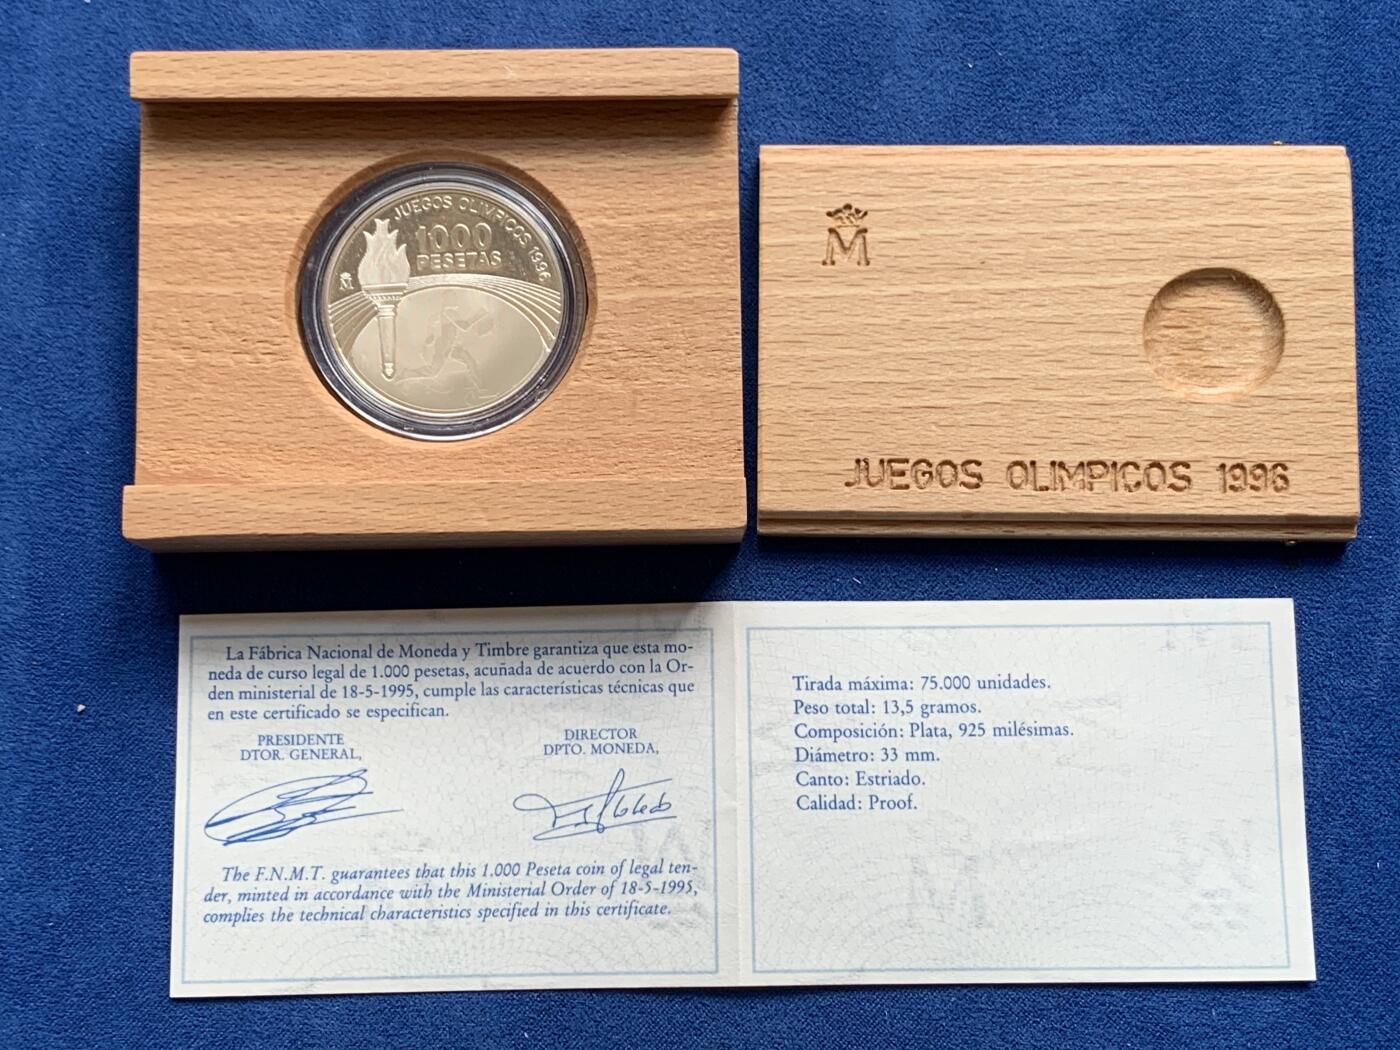 JUEGOS OLIMPICOS 1996
1000
PESETAS
M
M
JUEGOS OLIMPICOS 1996
La Fábrica Nacional de Moneda y Timbre garantiza que esta mo-
neda de curso legal de 1.000 pesetas, acuñada de acuerdo con la Or-
den ministerial de 18-5-1995, cumple las características técnicas que
en este certificado se especifican.
PRESIDENTE
DTOR. GENERAL,
DIRECTOR
DPTO. MONEDA,
The F.N.M.T. guarantees that this 1.000 Peseta coin of legal ten-
der, minted in accordance with the Ministerial Order of 18-5-1995,
complies the technical characteristics specified in this certificate.
Tirada máxima: 75.000 unidades.
Peso total: 13,5 gramos.
Composición: Plata, 925 milésimas.
Diámetro: 33 mm.
Canto: Estriado.
Calidad: Proof.